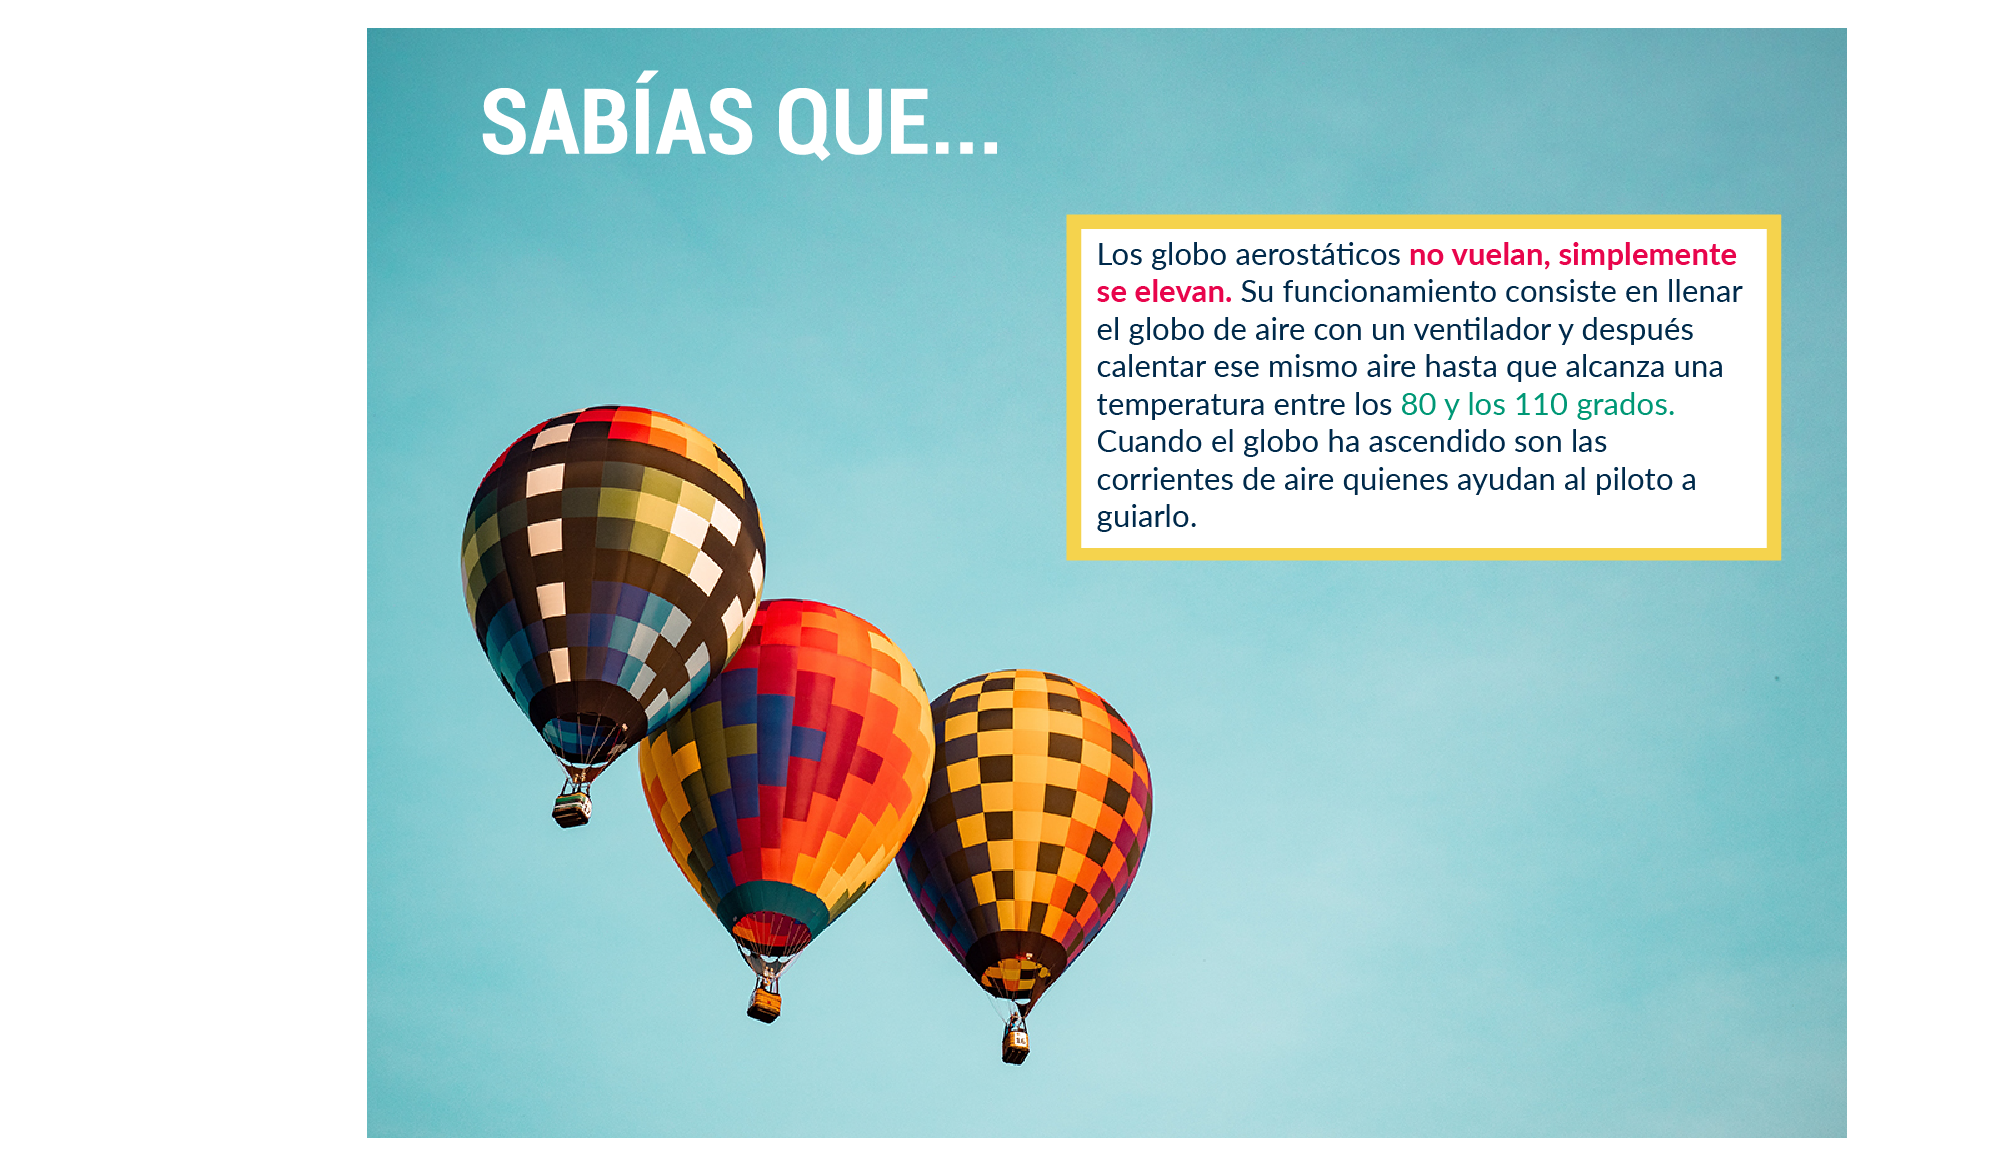 SABÍAS QUE...
Los globo aerostáticos no vuelan, simplemente
se elevan. Su funcionamiento consiste en llenar
el globo de aire con un ventilador y después
calentar ese mismo aire hasta que alcanza una
temperatura entre los 80 y los 110 grados.
Cuando el globo ha ascendido son las
corrientes de aire quienes ayudan al piloto a
guiarlo.